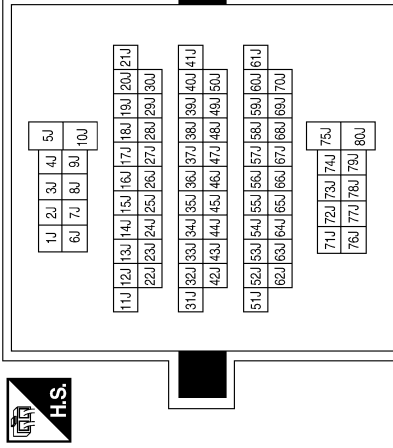 H.S.
1J 2J 3J 4J 5J
6J 7J 8J 9J 10J
11J 12J 13J 14J 15J 16J 17J 18J 19J 20J 21J
22J 23J 24J 25J 26J 27J 28J 29J 30J
31J 32J 33J 34J 35J 36J 37J 38J 39J 40J 41J
42J 43J 44J 45J 46J 47J 48J 49J 50J
51J 52J 53J 54J 55J 56J 57J 58J 59J 60J 61J
62J 63J 64J 65J 66J 67J 68J 69J 70J
71J 72J 73J 74J 75J
76J 77J 78J 79J 80J